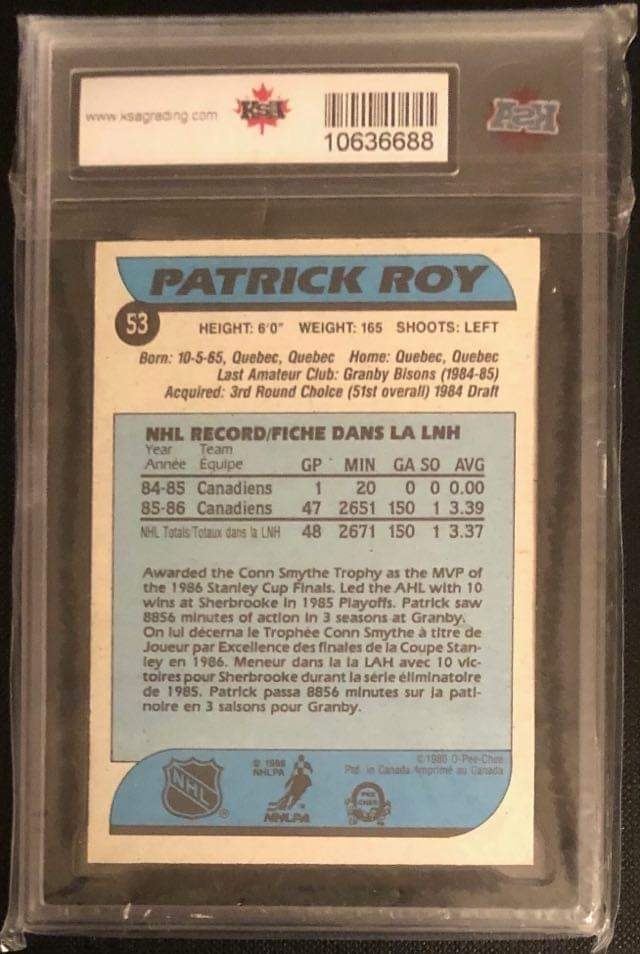 www.ksagrading.com
KSA
10636688
KSA
PATRICK ROY
53
HEIGHT: 6'0" WEIGHT: 165 SHOOTS: LEFT
Born: 10-5-65, Quebec, Quebec Home: Quebec, Quebec
Last Amateur Club: Granby Bisons (1984-85)
Acquired: 3rd Round Choice (51st overall) 1984 Draft
NHL RECORD/FICHE DANS LA LNH
Year Team
Année Équipe GP MIN GA SO AVG
84-85 Canadiens 1 20 0 0 0.00
85-86 Canadiens 47 2651 150 1 3.39
NHL Totals/Totaux dans la LNH 48 2671 150 1 3.37
Awarded the Conn Smythe Trophy as the MVP of
the 1986 Stanley Cup Finals. Led the AHL with 10
wins at Sherbrooke in 1985 Playoffs. Patrick saw
8856 minutes of action in 3 seasons at Granby.
On lui décerna le Trophée Conn Smythe à titre de
Joueur par Excellence des finales de la Coupe Stan-
ley en 1986. Meneur dans la la LAH avec 10 vic-
toires pour Sherbrooke durant la série éliminatoire
de 1985. Patrick passa 8856 minutes sur la pati-
noire en 3 saisons pour Granby.
NHL
© 1986
NHLPA
NHLPA
O-PEE-CHEE
© 1986 O-Pee-Chee
Ptd. in Canada Imprimé au Canada